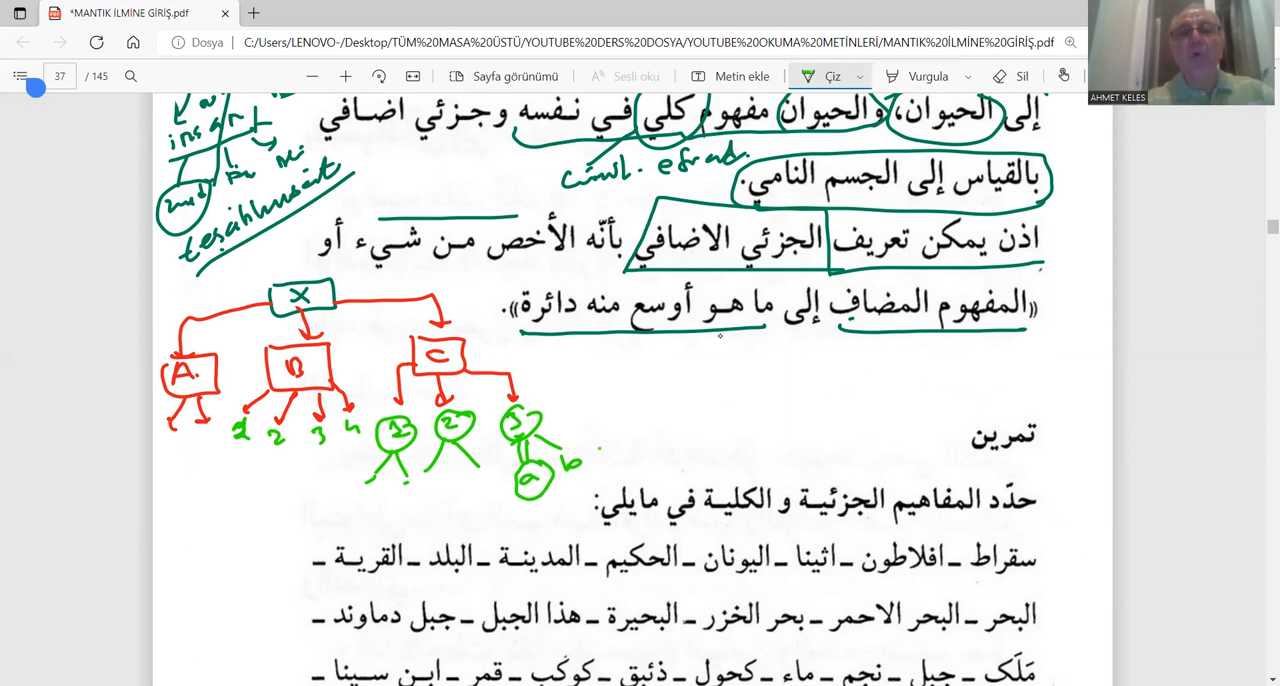 *MANTIK İLMİNE GİRİŞ.pdf
Dosya
C:/Users/LENOVO-/Desktop/TÜM%20MASA%20ÜSTÜ/YOUTUBE%20DERS%20DOSYA/YOUTUBE%20OKUMA%20METİNLERİ/MANTIK%20İLMİNE%20GİRİŞ.pdf
37 / 145
Sayfa görünümü
Sesli oku
Metin ekle
Çiz
Vurgula
Sil
AHMET KELES
إلى الحيوان، والحيوان مفهوم كلي في نفسه وجزئي اضافي
بالقياس إلى الجسم النامي.
اذن يمكن تعريف الجزئي الاضافي بأنّه الأخص من شيء أو
«المفهوم المضاف إلى ما هو أوسع منه دائرة».
insan
efrad.
X
A. B C
1 2 3 4
1 2 3
a b
تمرين
حدّد المفاهيم الجزئية و الكلية في مايلي:
سقراط ـ افلاطون ـ اثينا ـ اليونان ـ الحكيم ـ المدينة ـ البلد ـ القرية ـ
البحر ـ البحر الاحمر ـ بحر الخزر ـ البحيرة ـ هذا الجبل ـ جبل دماوند ـ
مَلّك ـ جبل ـ نجم ـ ماء ـ كحول ـ ذئبق ـ كوكب ـ قمر ـ ابن سينا ـ